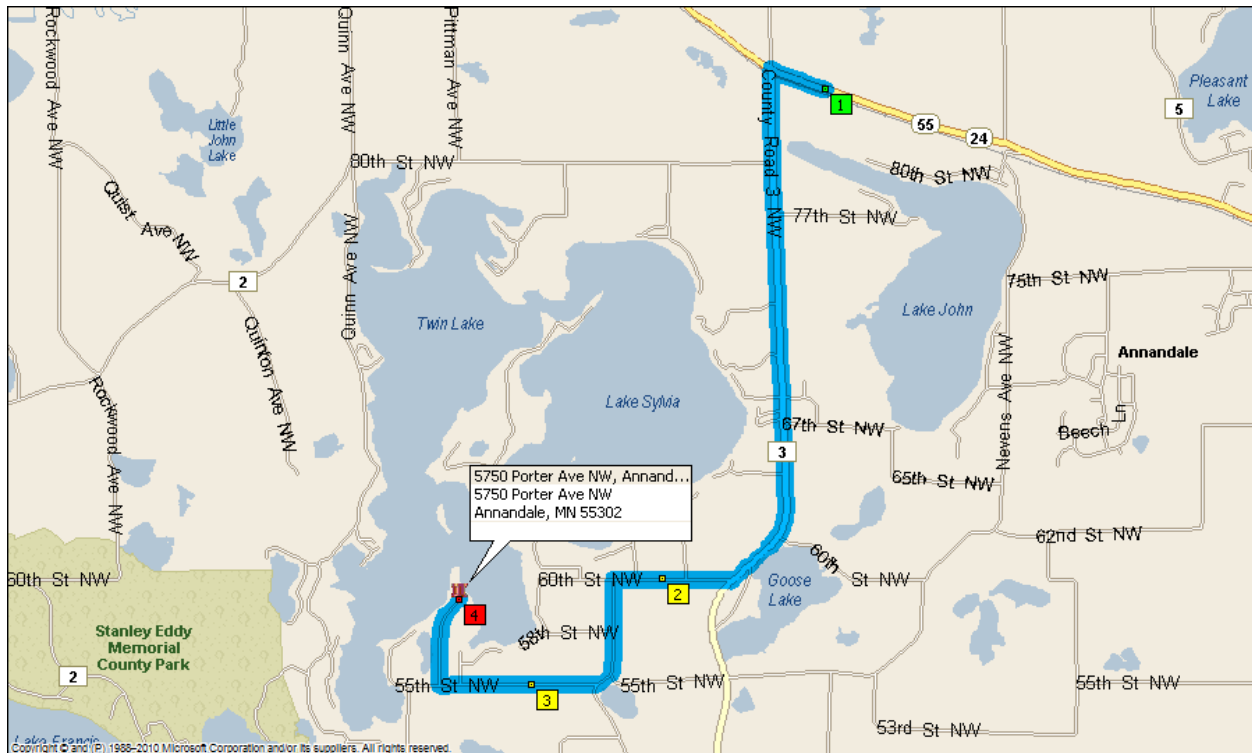 Rockwood Ave NW
Quinn Ave NW
Pittman Ave NW
County Road 3 NW
1
55
24
5
Pleasant
Lake
Little
John
Lake
80th St NW
80th St NW
Quist Ave NW
77th St NW
2
Quinn Ave NW
75th St NW
Twin Lake
Lake John
Quinton Ave NW
Annandale
Nevens Ave NW
Lake Sylvia
Rockwood Ave NW
67th St NW
Beech Ln
3
65th St NW
5750 Porter Ave NW, Annand...
5750 Porter Ave NW
Annandale, MN 55302
62nd St NW
60th
60th St NW
60th St NW
2
Goose
Lake
4
58th St NW
Stanley Eddy
Memorial
County Park
2
55th St NW
3
55th St NW
55th St NW
53rd St NW
Lake Francis
Copyright © and (P) 1988–2010 Microsoft Corporation and/or its suppliers. All rights reserved.